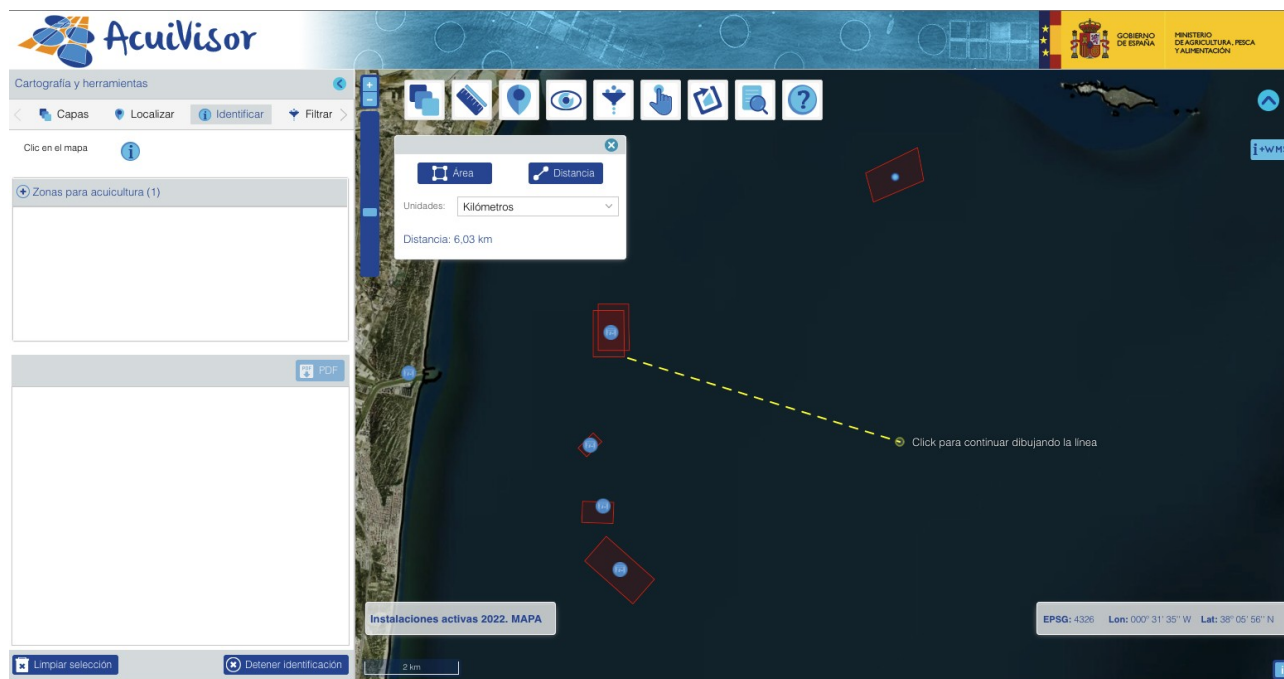 AcuiVisor
GOBIERNO
DE ESPAÑA
MINISTERIO
DE AGRICULTURA, PESCA
Y ALIMENTACIÓN
Cartografía y herramientas
Capas
Localizar
Identificar
Filtrar
Clic en el mapa
Zonas para acuicultura (1)
PDF
Limpiar selección
Detener identificación
Área
Distancia
Unidades:
Kilómetros
Distancia: 6,03 km
i+WM
Click para continuar dibujando la línea
Instalaciones activas 2022. MAPA
2 km
EPSG: 4326 Lon: 000° 31' 35'' W Lat: 38° 05' 56'' N